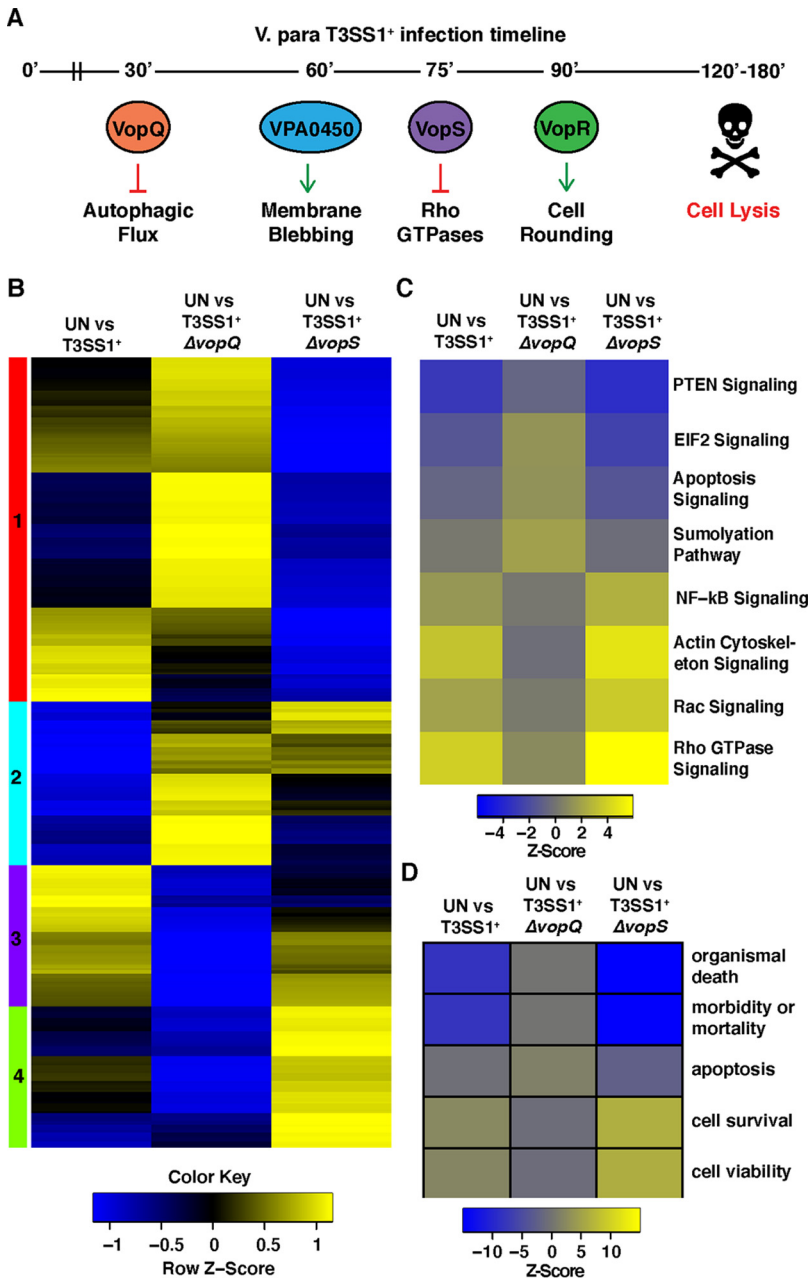 A
V. para T3SS1⁺ infection timeline
0’ 30’ 60’ 75’ 90’ 120’-180’
VopQ VPA0450 VopS VopR
Autophagic Flux
Membrane Blebbing
Rho GTPases
Cell Rounding
Cell Lysis
B
UN vs
T3SS1⁺
UN vs
T3SS1⁺
ΔvopQ
UN vs
T3SS1⁺
ΔvopS
1
2
3
4
Color Key
−1 −0.5 0 0.5 1
Row Z−Score
C
UN vs
T3SS1⁺
UN vs
T3SS1⁺
ΔvopQ
UN vs
T3SS1⁺
ΔvopS
PTEN Signaling
EIF2 Signaling
Apoptosis
Signaling
Sumolyation
Pathway
NF−kB Signaling
Actin Cytoskel-
eton Signaling
Rac Signaling
Rho GTPase
Signaling
−4 −2 0 2 4
Z-Score
D
UN vs
T3SS1⁺
UN vs
T3SS1⁺
ΔvopQ
UN vs
T3SS1⁺
ΔvopS
organismal
death
morbidity or
mortality
apoptosis
cell survival
cell viability
−10 −5 0 5 10
Z-Score